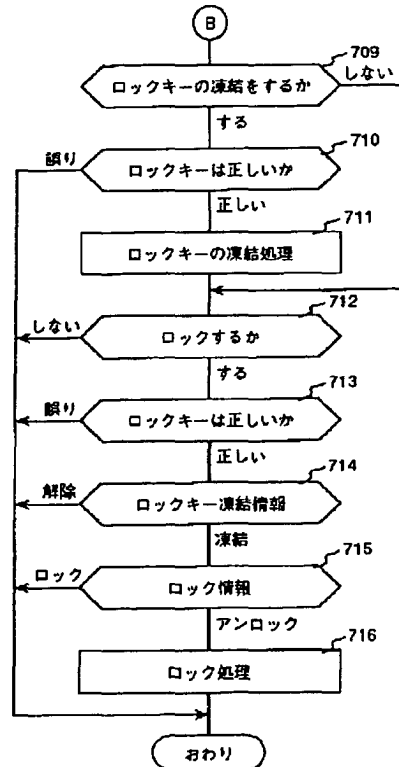 B
709
ロックキーの凍結をするか
しない
する
710
誤り
ロックキーは正しいか
正しい
711
ロックキーの凍結処理
712
しない
ロックするか
する
713
誤り
ロックキーは正しいか
正しい
714
解除
ロックキー凍結情報
凍結
715
ロック
ロック情報
アンロック
716
ロック処理
おわり